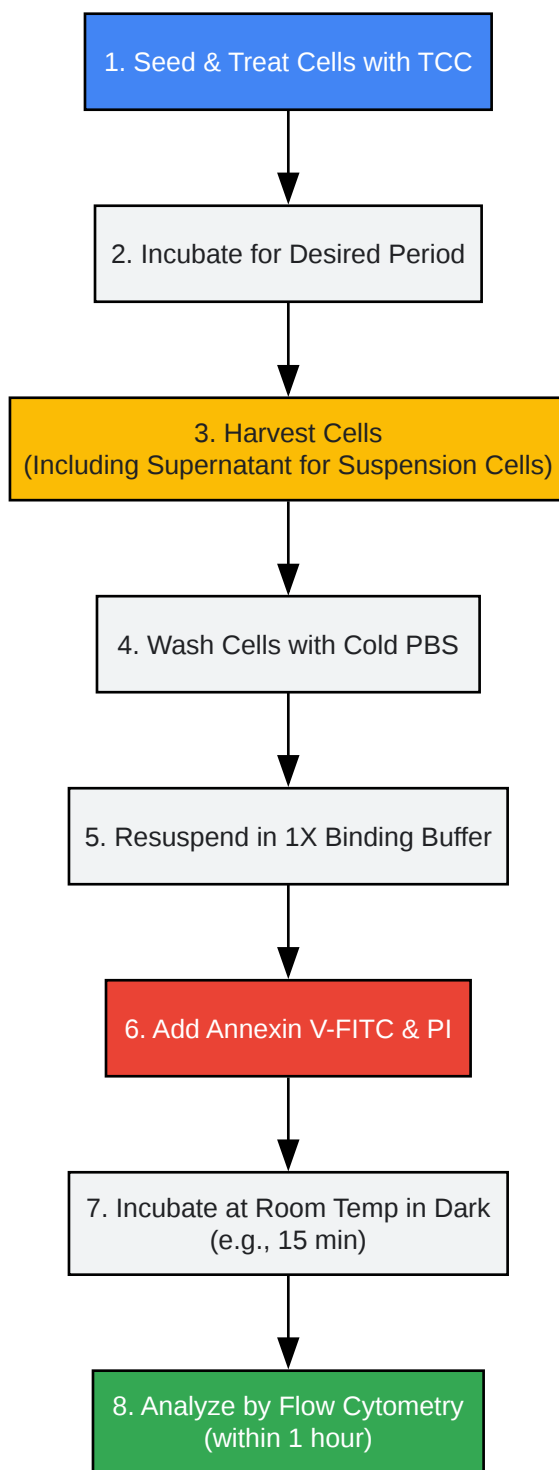 1. Seed & Treat Cells with TCC
2. Incubate for Desired Period
3. Harvest Cells
(Including Supernatant for Suspension Cells)
4. Wash Cells with Cold PBS
5. Resuspend in 1X Binding Buffer
6. Add Annexin V-FITC & PI
7. Incubate at Room Temp in Dark
(e.g., 15 min)
8. Analyze by Flow Cytometry
(within 1 hour)